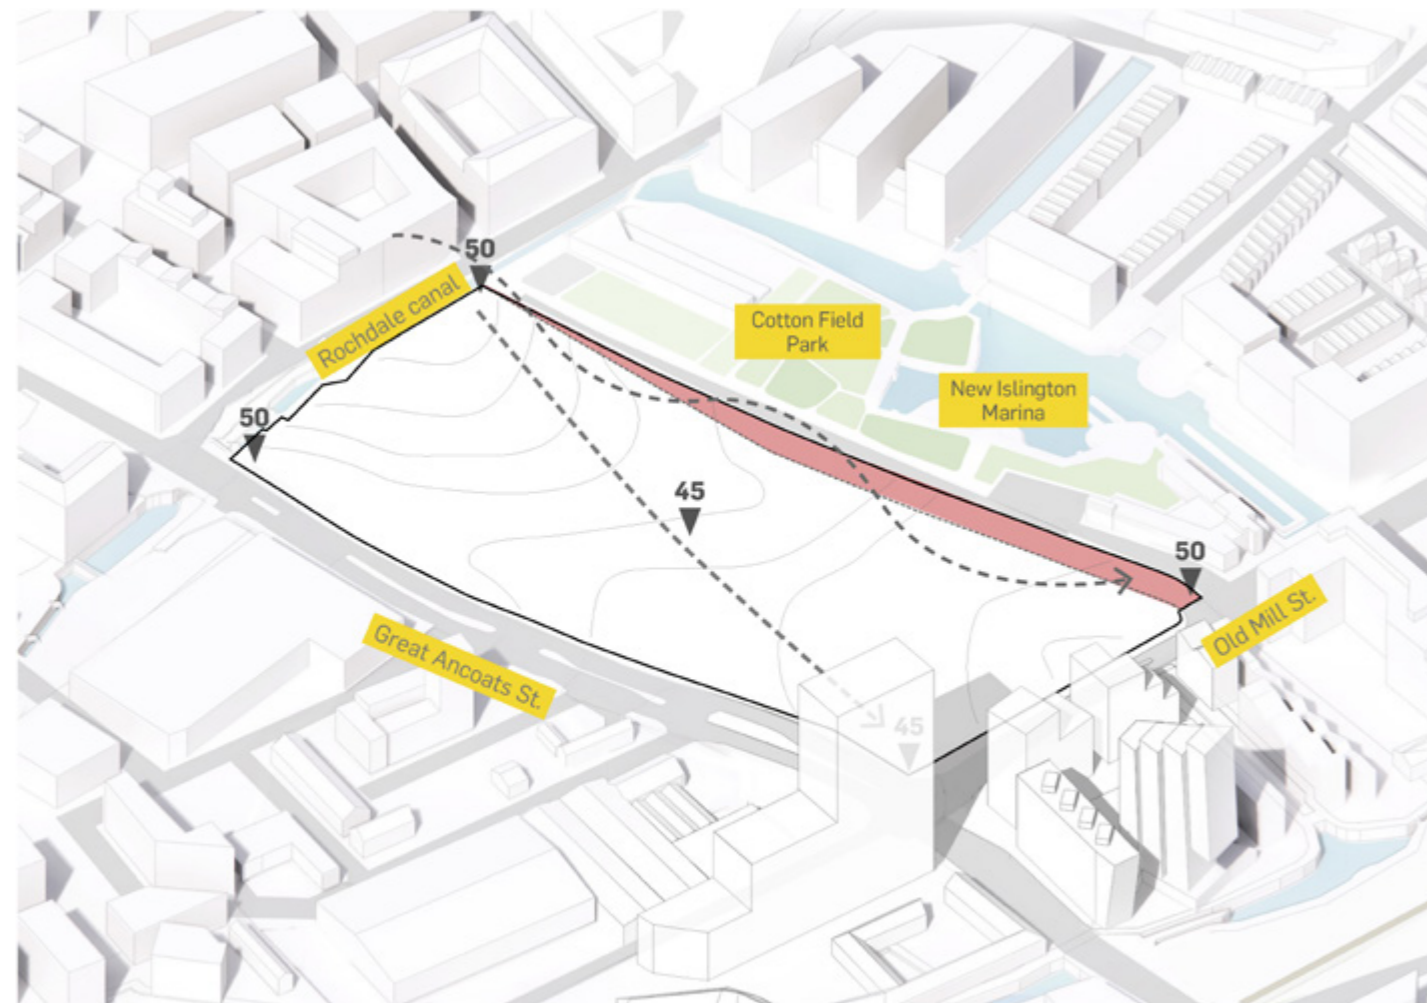 50
Rochdale canal
Cotton Field
Park
New Islington
Marina
50
45
50
Old Mill St.
Great Ancoats St.
45